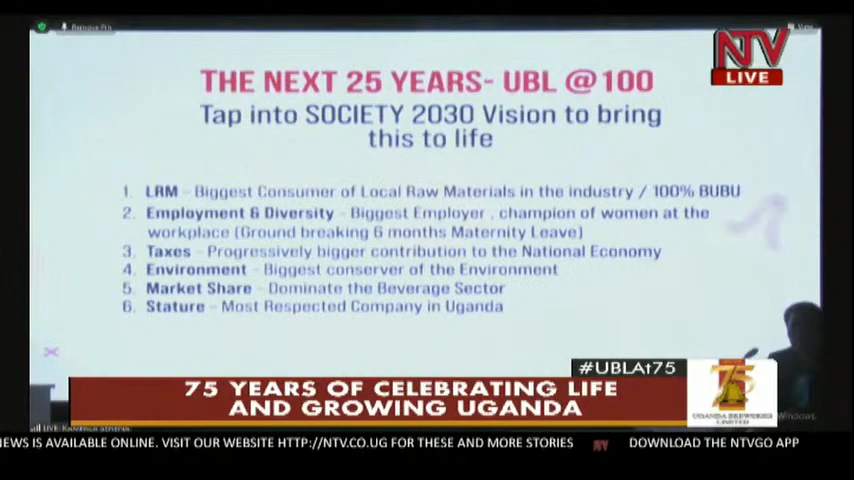 Remove Pin
View
NTV
LIVE
THE NEXT 25 YEARS- UBL @100
Tap into SOCIETY 2030 Vision to bring
this to life
1. LRM - Biggest Consumer of Local Raw Materials in the industry / 100% BUBU
2. Employment & Diversity - Biggest Employer , champion of women at the
workplace (Ground breaking 6 months Maternity Leave)
3. Taxes - Progressively bigger contribution to the National Economy
4. Environment - Biggest conserver of the Environment
5. Market Share - Dominate the Beverage Sector
6. Stature - Most Respected Company in Uganda
#UBLAt75
75 YEARS OF CELEBRATING LIFE
AND GROWING UGANDA
75
UGANDA BREWERIES
LIMITED
Windows.
NEWS IS AVAILABLE ONLINE. VISIT OUR WEBSITE HTTP://NTV.CO.UG FOR THESE AND MORE STORIES
DOWNLOAD THE NTVGO APP